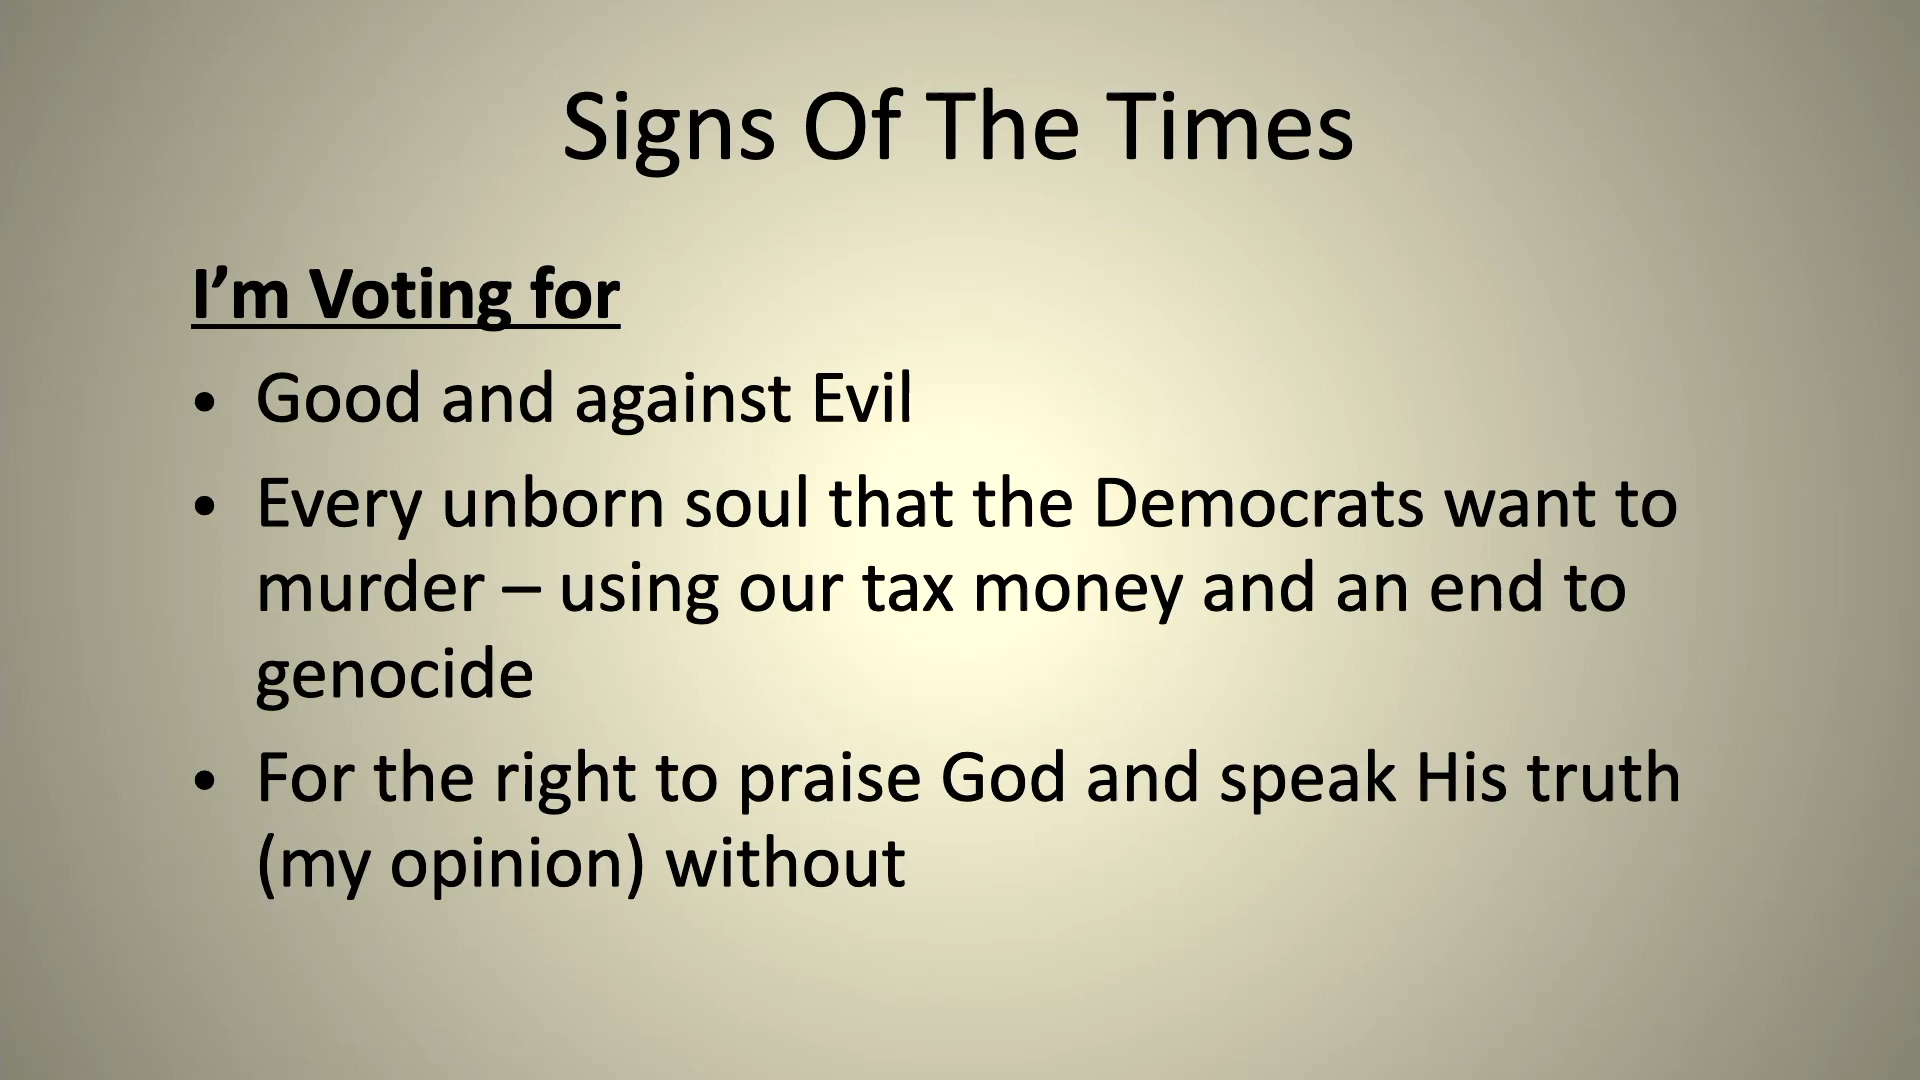 Signs Of The Times
I’m Voting for
• Good and against Evil
• Every unborn soul that the Democrats want to
murder – using our tax money and an end to
genocide
• For the right to praise God and speak His truth
(my opinion) without